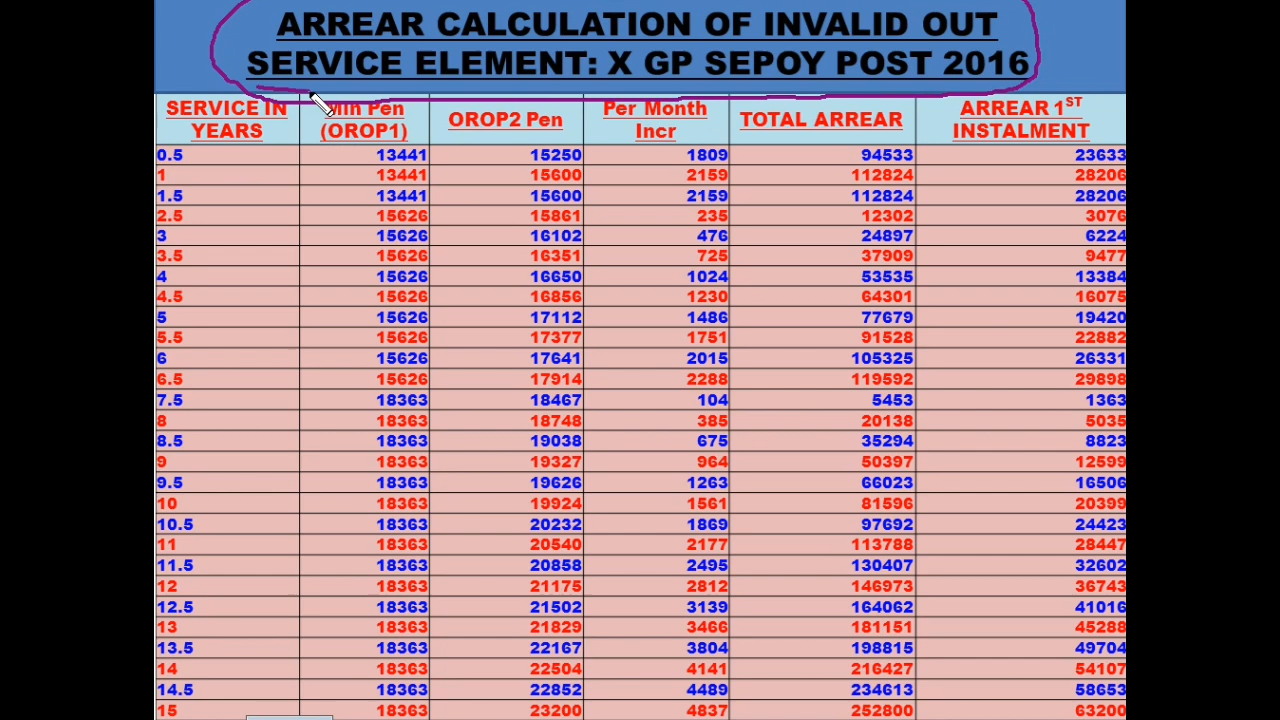 ARREAR CALCULATION OF INVALID OUT
SERVICE ELEMENT: X GP SEPOY POST 2016
SERVICE IN YEARS Min Pen (OROP1) OROP2 Pen Per Month Incr TOTAL ARREAR ARREAR 1ST INSTALMENT
0.5 13441 15250 1809 94533 23633
1 13441 15600 2159 112824 28206
1.5 13441 15600 2159 112824 28206
2.5 15626 15861 235 12302 3076
3 15626 16102 476 24897 6224
3.5 15626 16351 725 37909 9477
4 15626 16650 1024 53535 13384
4.5 15626 16856 1230 64301 16075
5 15626 17112 1486 77679 19420
5.5 15626 17377 1751 91528 22882
6 15626 17641 2015 105325 26331
6.5 15626 17914 2288 119592 29898
7.5 18363 18467 104 5453 1363
8 18363 18748 385 20138 5035
8.5 18363 19038 675 35294 8823
9 18363 19327 964 50397 12599
9.5 18363 19626 1263 66023 16506
10 18363 19924 1561 81596 20399
10.5 18363 20232 1869 97692 24423
11 18363 20540 2177 113788 28447
11.5 18363 20858 2495 130407 32602
12 18363 21175 2812 146973 36743
12.5 18363 21502 3139 164062 41016
13 18363 21829 3466 181151 45288
13.5 18363 22167 3804 198815 49704
14 18363 22504 4141 216427 54107
14.5 18363 22852 4489 234613 58653
15 18363 23200 4837 252800 63200